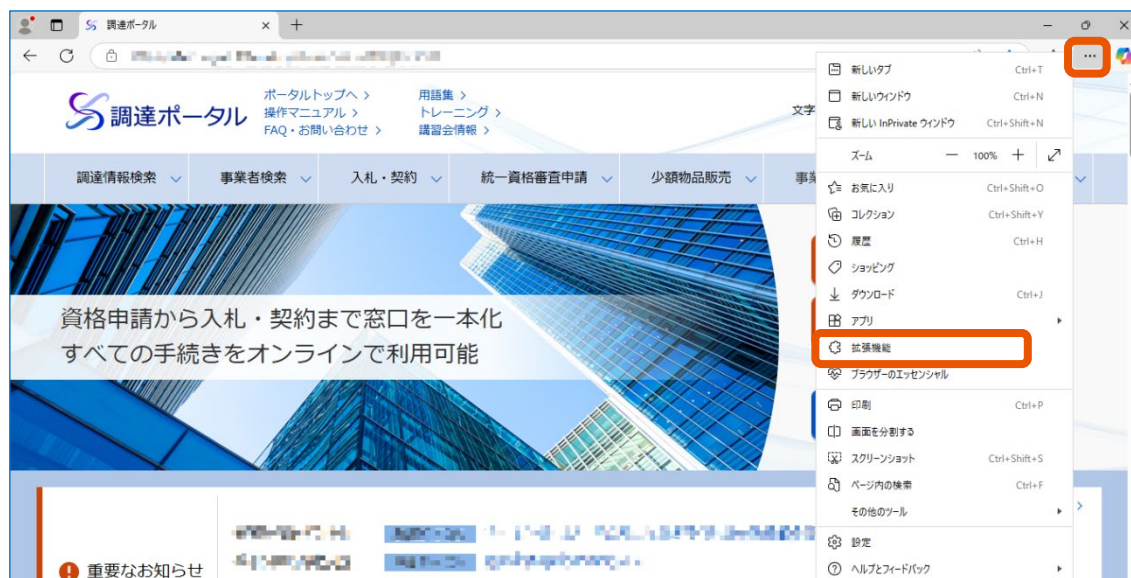 調達ポータル
調達ポータル
ポータルトップへ >
操作マニュアル >
FAQ・お問い合わせ >
用語集 >
トレーニング >
講習会情報 >
文字
調達情報検索
事業者検索
入札・契約
統一資格審査申請
少額物品販売
事業
資格申請から入札・契約まで窓口を一本化
すべての手続きをオンラインで利用可能
重要なお知らせ
新しいタブ Ctrl+T
新しいウィンドウ Ctrl+N
新しい InPrivate ウィンドウ Ctrl+Shift+N
ズーム — 100% +
お気に入り Ctrl+Shift+O
コレクション Ctrl+Shift+Y
履歴 Ctrl+H
ショッピング
ダウンロード Ctrl+J
アプリ
拡張機能
ブラウザーのエッセンシャル
印刷 Ctrl+P
画面を分割する
スクリーンショット Ctrl+Shift+S
ページ内の検索 Ctrl+F
その他のツール
設定
ヘルプとフィードバック